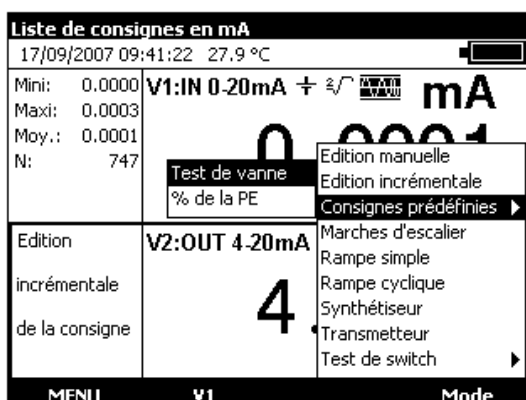 Liste de consignes en mA
17/09/2007 09:41:22 27.9 °C
Mini: 0.0000
Maxi: 0.0003
Moy.: 0.0001
N: 747
V1:IN 0-20mA
mA
0.0001
Test de vanne
% de la PE
Edition manuelle
Edition incrémentale
Consignes prédéfinies
Marches d'escalier
Rampe simple
Rampe cyclique
Synthétiseur
Transmetteur
Test de switch
Edition
incrémentale
de la consigne
V2:OUT 4-20mA
4.
MENU V1 Mode